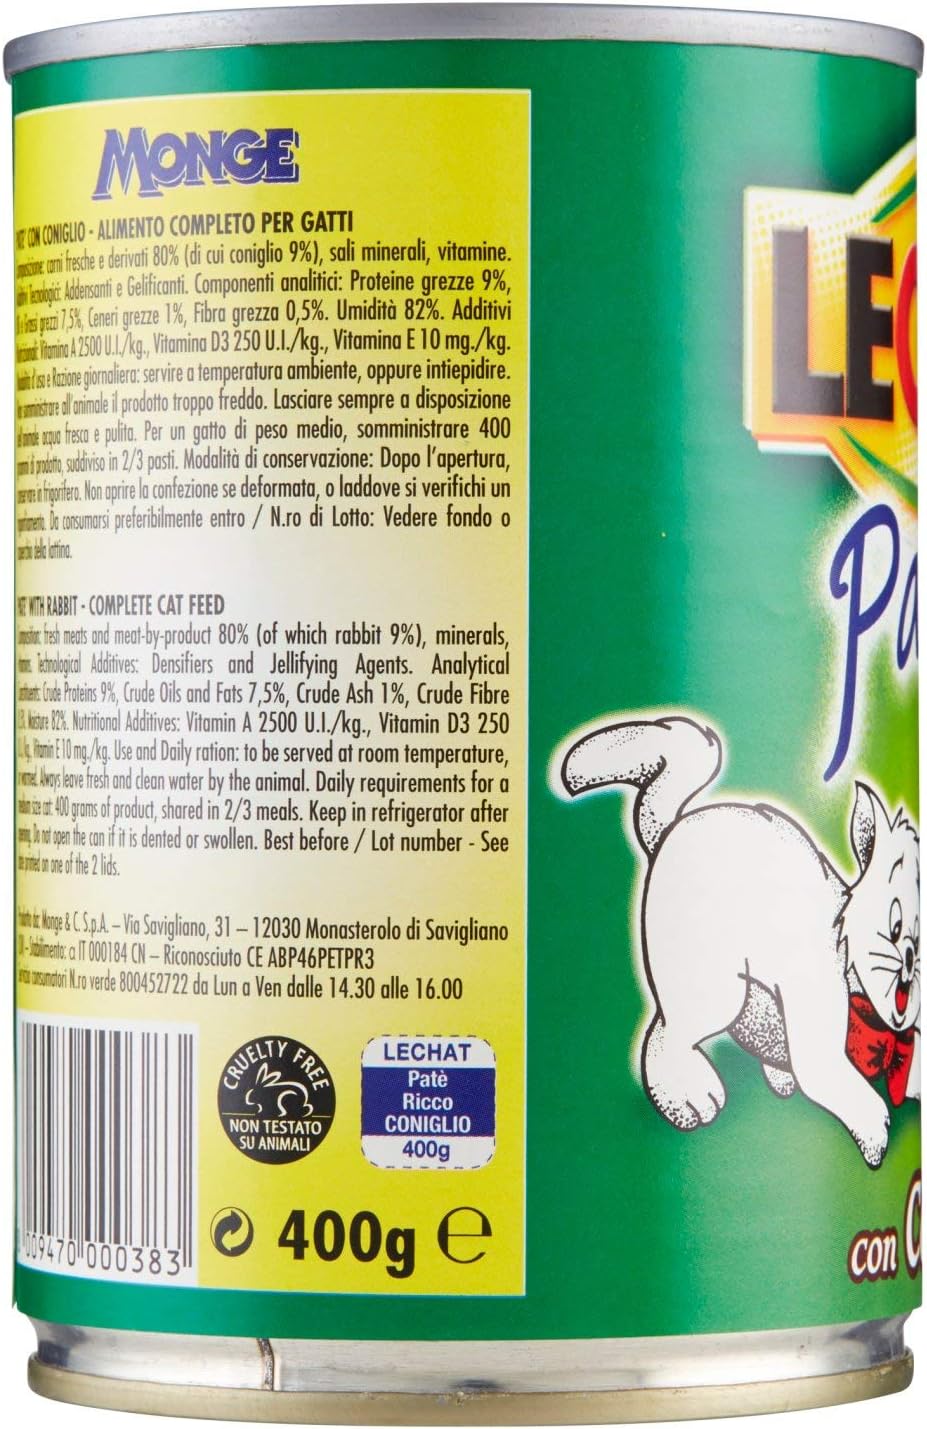 MONGE
CON CONIGLIO - ALIMENTO COMPLETO PER GATTI
carni fresche e derivati 80% (di cui coniglio 9%), sali minerali, vitamine.
Tecnologici: Addensanti e Gelificanti. Componenti analitici: Proteine grezze 9%,
grezzi 7,5%, Ceneri grezze 1%, Fibra grezza 0,5%. Umidità 82%. Additivi
Vitamina A 2500 U.I./kg., Vitamina D3 250 U.I./kg., Vitamina E 10 mg./kg.
d'uso e Razione giornaliera: servire a temperatura ambiente, oppure intiepidire.
somministrare all'animale il prodotto troppo freddo. Lasciare sempre a disposizione
acqua fresca e pulita. Per un gatto di peso medio, somministrare 400
di prodotto, suddiviso in 2/3 pasti. Modalità di conservazione: Dopo l'apertura,
in frigorifero. Non aprire la confezione se deformata, o laddove si verifichi un
Da consumarsi preferibilmente entro / N.ro di Lotto: Vedere fondo o
della lattina.
WITH RABBIT - COMPLETE CAT FEED
fresh meats and meat-by-product 80% (of which rabbit 9%), minerals,
Technological Additives: Densifiers and Jellifying Agents. Analytical
Crude Proteins 9%, Crude Oils and Fats 7,5%, Crude Ash 1%, Crude Fibre
Moisture 82%. Nutritional Additives: Vitamin A 2500 U.I./kg., Vitamin D3 250
Vitamin E 10 mg./kg. Use and Daily ration: to be served at room temperature,
Always leave fresh and clean water by the animal. Daily requirements for a
size cat: 400 grams of product, shared in 2/3 meals. Keep in refrigerator after
Do not open the can if it is dented or swollen. Best before / Lot number - See
printed on one of the 2 lids.
da: Monge & C. S.p.A. – Via Savigliano, 31 – 12030 Monasterolo di Savigliano
Stabilimento: α IT 000184 CN – Riconosciuto CE ABP46PETPR3
consumatori N.ro verde 800452722 da Lun a Ven dalle 14.30 alle 16.00
CRUELTY FREE
NON TESTATO
SU ANIMALI
LECHAT
Patè
Ricco
CONIGLIO
400g
009470 000383
400g e
LE
Pa
con C